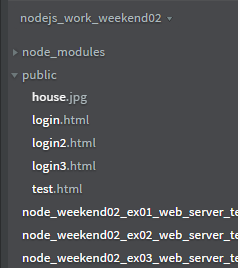 nodejs_work_weekend02
node_modules
public
house.jpg
login.html
login2.html
login3.html
test.html
node_weekend02_ex01_web_server_te
node_weekend02_ex02_web_server_te
node_weekend02_ex03_web_server_te